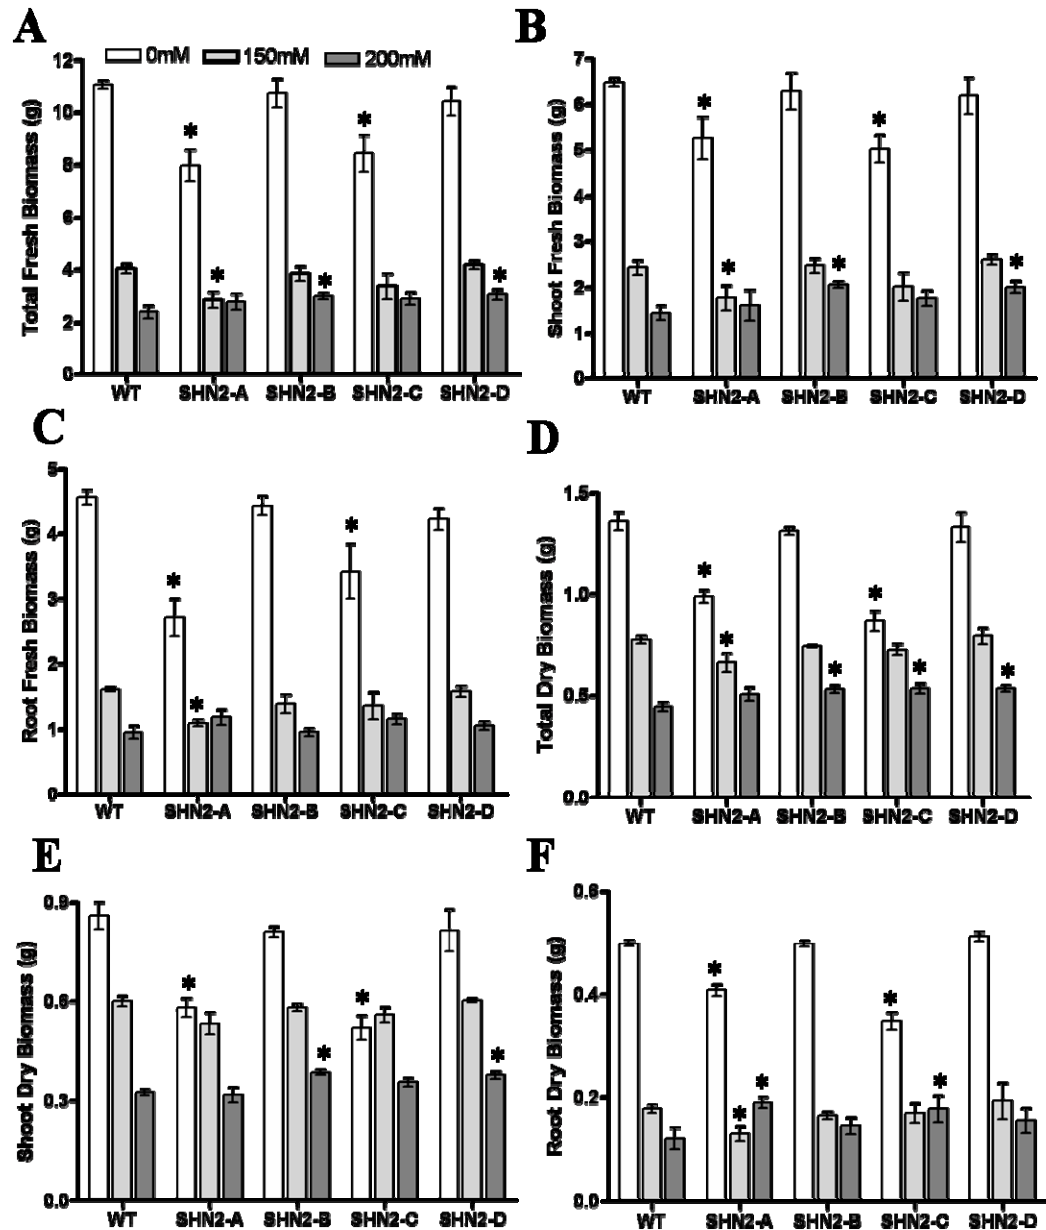 A
B
0mM 150mM 200mM
Total Fresh Biomass (g)
12
10
8
6
4
2
0
* * * * *
WT SHN2-A SHN2-B SHN2-C SHN2-D
Shoot Fresh Biomass (g)
7
6
5
4
3
2
1
0
* * * * *
WT SHN2-A SHN2-B SHN2-C SHN2-D
C
D
Root Fresh Biomass (g)
5
4
3
2
1
0
* * *
WT SHN2-A SHN2-B SHN2-C SHN2-D
Total Dry Biomass (g)
1.5
1.0
0.5
0.0
* * * * * *
WT SHN2-A SHN2-B SHN2-C SHN2-D
E
F
Shoot Dry Biomass (g)
0.9
0.6
0.3
0.0
* * * *
WT SHN2-A SHN2-B SHN2-C SHN2-D
Root Dry Biomass (g)
0.6
0.4
0.2
0.0
* * * * *
WT SHN2-A SHN2-B SHN2-C SHN2-D